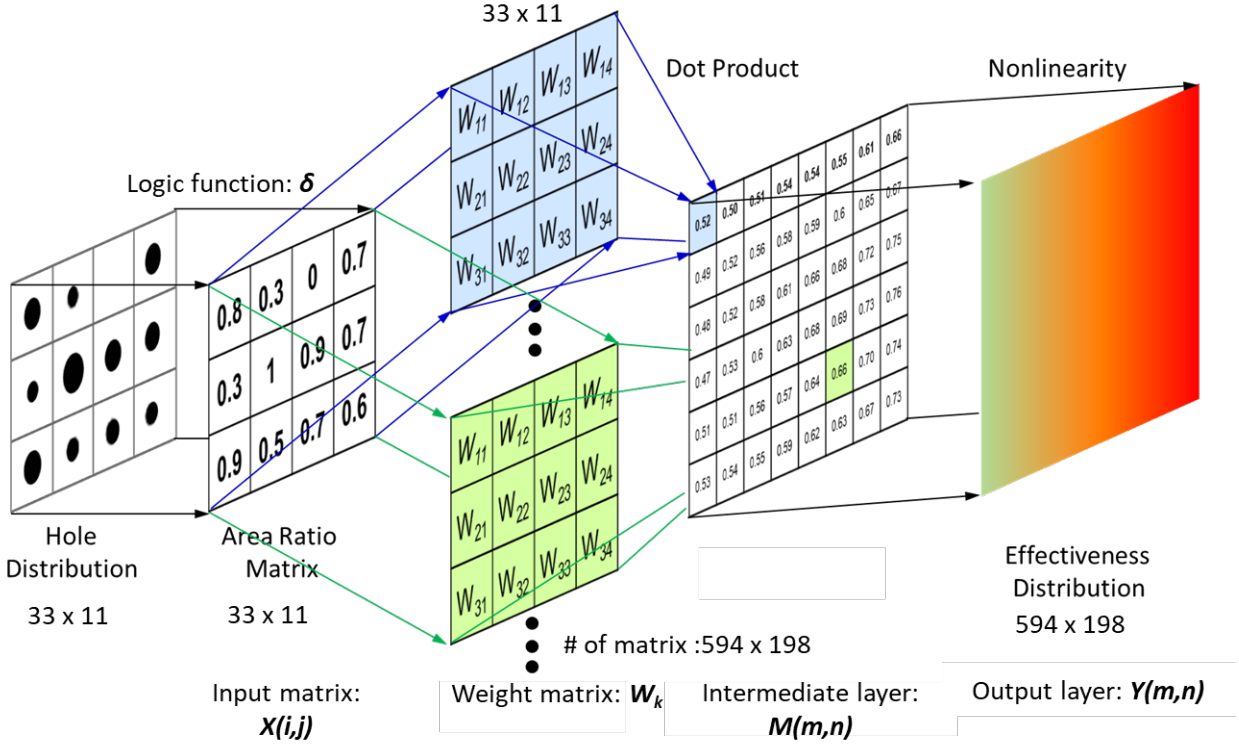 33 x 11
Dot Product
Nonlinearity
Logic function: δ
W11 W12 W13 W14
W21 W22 W23 W24
W31 W32 W33 W34
0.8 0.3 0 0.7
0.3 1 0.9 0.7
0.9 0.5 0.7 0.6
W11 W12 W13 W14
W21 W22 W23 W24
W31 W32 W33 W34
0.52 0.50 0.51 0.54 0.54 0.55 0.61 0.66
0.49 0.52 0.56 0.58 0.59 0.6 0.65 0.67
0.48 0.52 0.58 0.61 0.66 0.68 0.72 0.75
0.47 0.53 0.6 0.63 0.68 0.69 0.73 0.76
0.51 0.51 0.56 0.57 0.64 0.66 0.70 0.74
0.53 0.54 0.55 0.59 0.62 0.63 0.67 0.73
Hole
Distribution
33 x 11
Area Ratio
Matrix
33 x 11
Effectiveness
Distribution
594 x 198
# of matrix :594 x 198
Input matrix:
X(i,j)
Weight matrix: Wk
Intermediate layer:
M(m,n)
Output layer: Y(m,n)